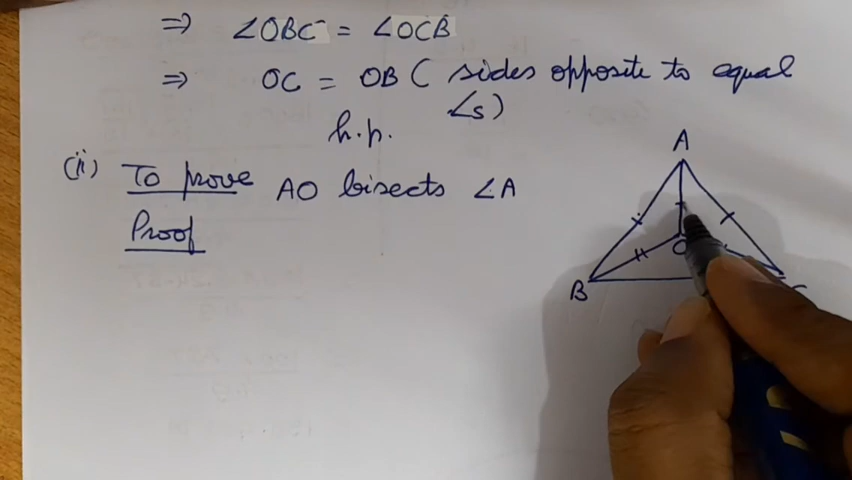 ⇒ ∠OBC = ∠OCB
⇒ OC = OB ( sides opposite to equal
∠s)
h.p.
(ii) To prove AO bisects ∠A
Proof
A
O
B
C